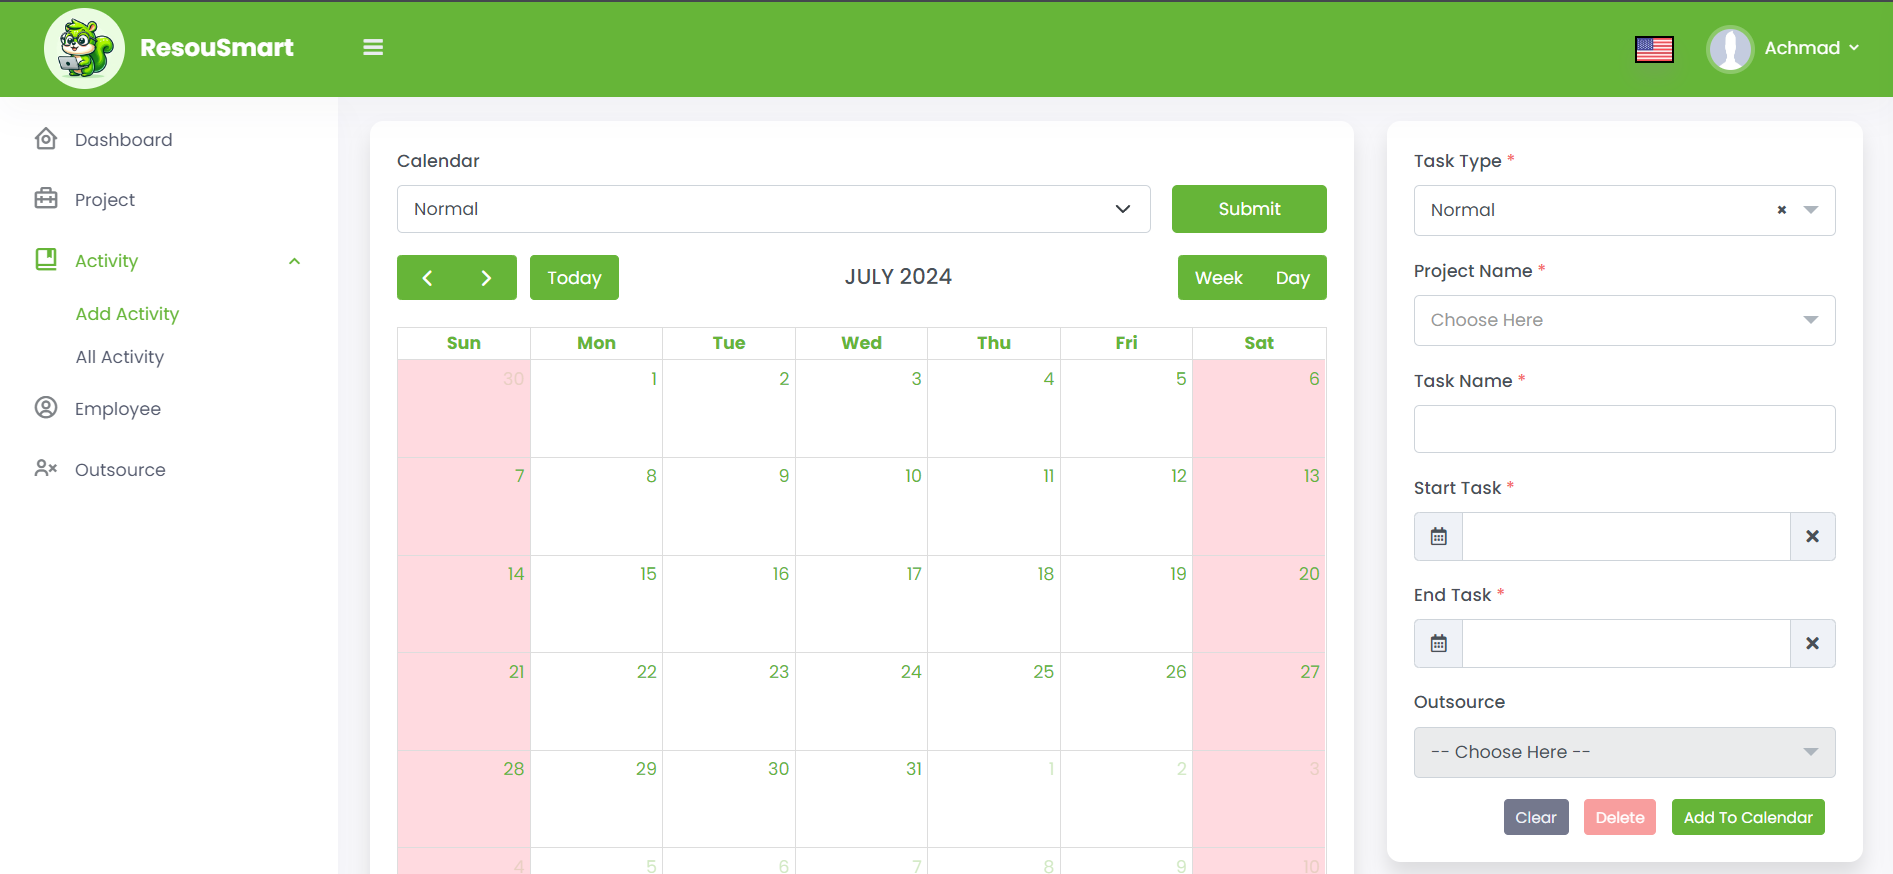 ResouSmart
Achmad
Dashboard
Project
Activity
Add Activity
All Activity
Employee
Outsource
Calendar
Normal
Submit
Today
JULY 2024
Week Day
Sun Mon Tue Wed Thu Fri Sat
30 1 2 3 4 5 6
7 8 9 10 11 12 13
14 15 16 17 18 19 20
21 22 23 24 25 26 27
28 29 30 31 1 2 3
4 5 6 7 8 9 10
Task Type *
Normal
Project Name *
Choose Here
Task Name *
Start Task *
End Task *
Outsource
-- Choose Here --
Clear Delete Add To Calendar